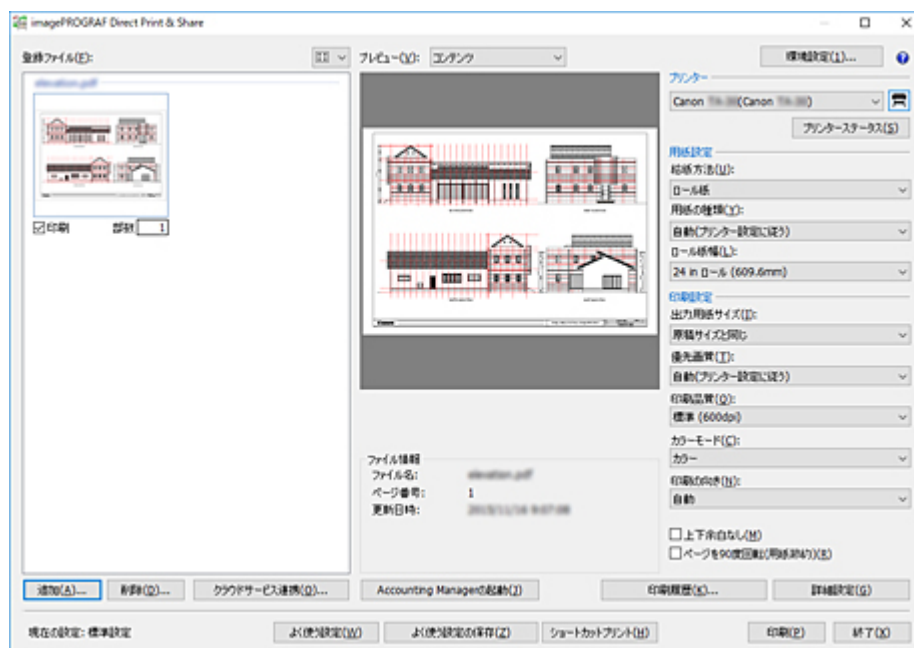 imagePROGRAF Direct Print & Share
登録ファイル(F):
プレビュー(V): コンテンツ
環境設定(1)...
プリンター
Canon (Canon )
プリンターステータス(S)
用紙設定
給紙方法(U):
ロール紙
用紙の種類(Y):
自動(プリンター設定に従う)
ロール紙幅(L):
24 in ロール (609.6mm)
印刷設定
出力用紙サイズ(I):
原稿サイズと同じ
優先画質(T):
自動(プリンター設定に従う)
印刷品質(Q):
標準 (600dpi)
カラーモード(C):
カラー
印刷の向き(N):
自動
上下余白なし(M)
ページを90度回転(用紙節約)(R)
elevation.pdf
印刷 部数 1
ファイル情報
ファイル名: elevation.pdf
ページ番号: 1
更新日時:
追加(A)...
削除(D)...
クラウドサービス連携(O)...
Accounting Managerの起動(J)
印刷履歴(K)...
詳細設定(G)
現在の設定: 標準設定
よく使う設定(W)
よく使う設定の保存(Z)
ショートカットプリント(H)
印刷(P)
終了(X)